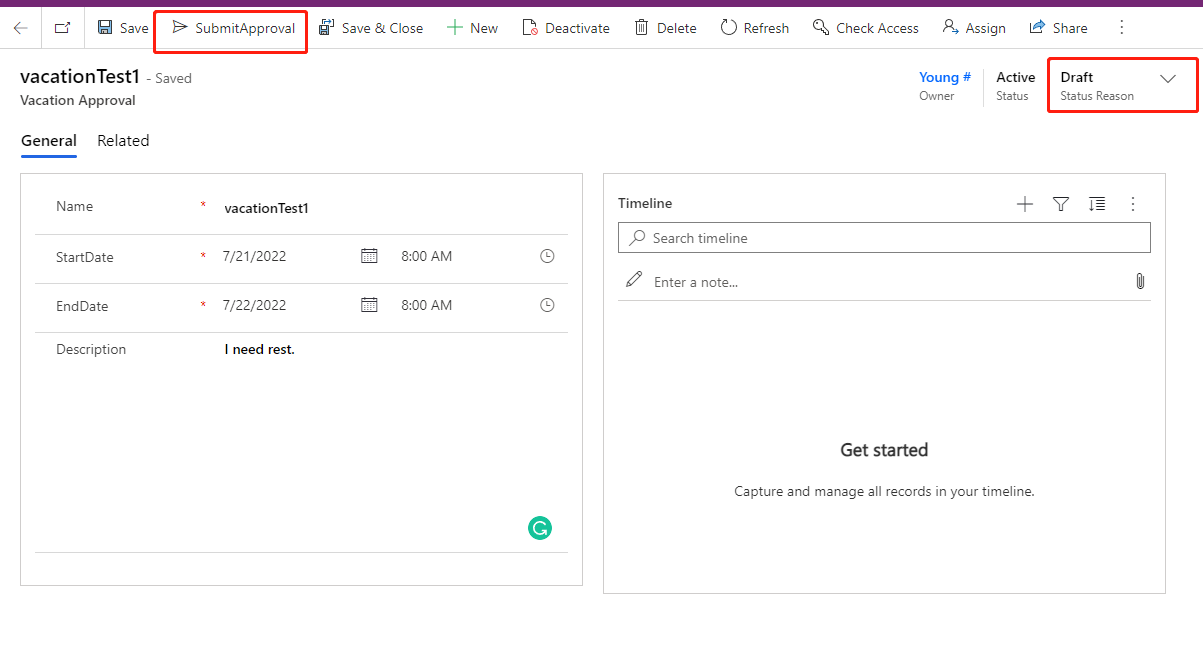 Save SubmitApproval Save & Close New Deactivate Delete Refresh Check Access Assign Share
vacationTest1 - Saved
Vacation Approval
Young # Active Draft
Owner Status Status Reason
General Related
Name * vacationTest1
StartDate * 7/21/2022 8:00 AM
EndDate * 7/22/2022 8:00 AM
Description I need rest.
Timeline
Search timeline
Enter a note...
Get started
Capture and manage all records in your timeline.